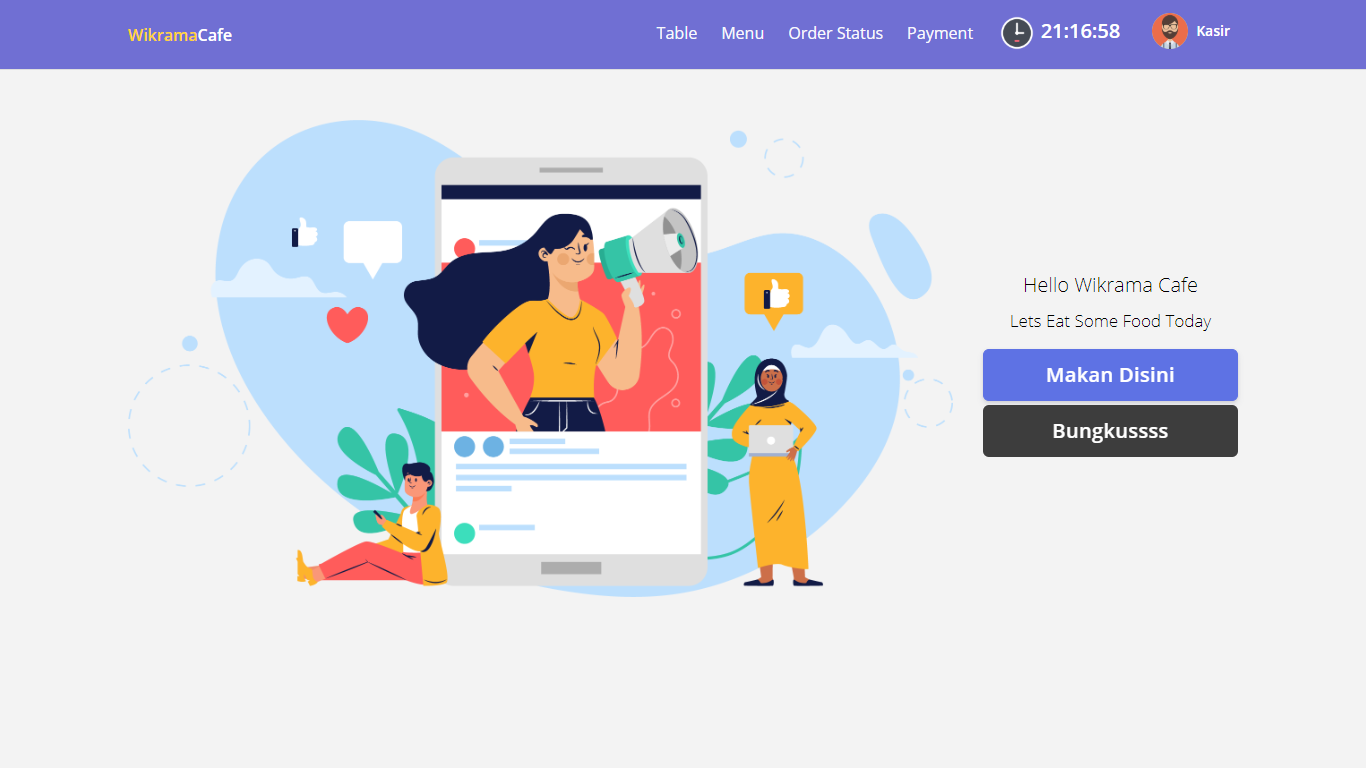 WikramaCafe
Table Menu Order Status Payment 21:16:58 Kasir
Hello Wikrama Cafe
Lets Eat Some Food Today
Makan Disini
Bungkussss